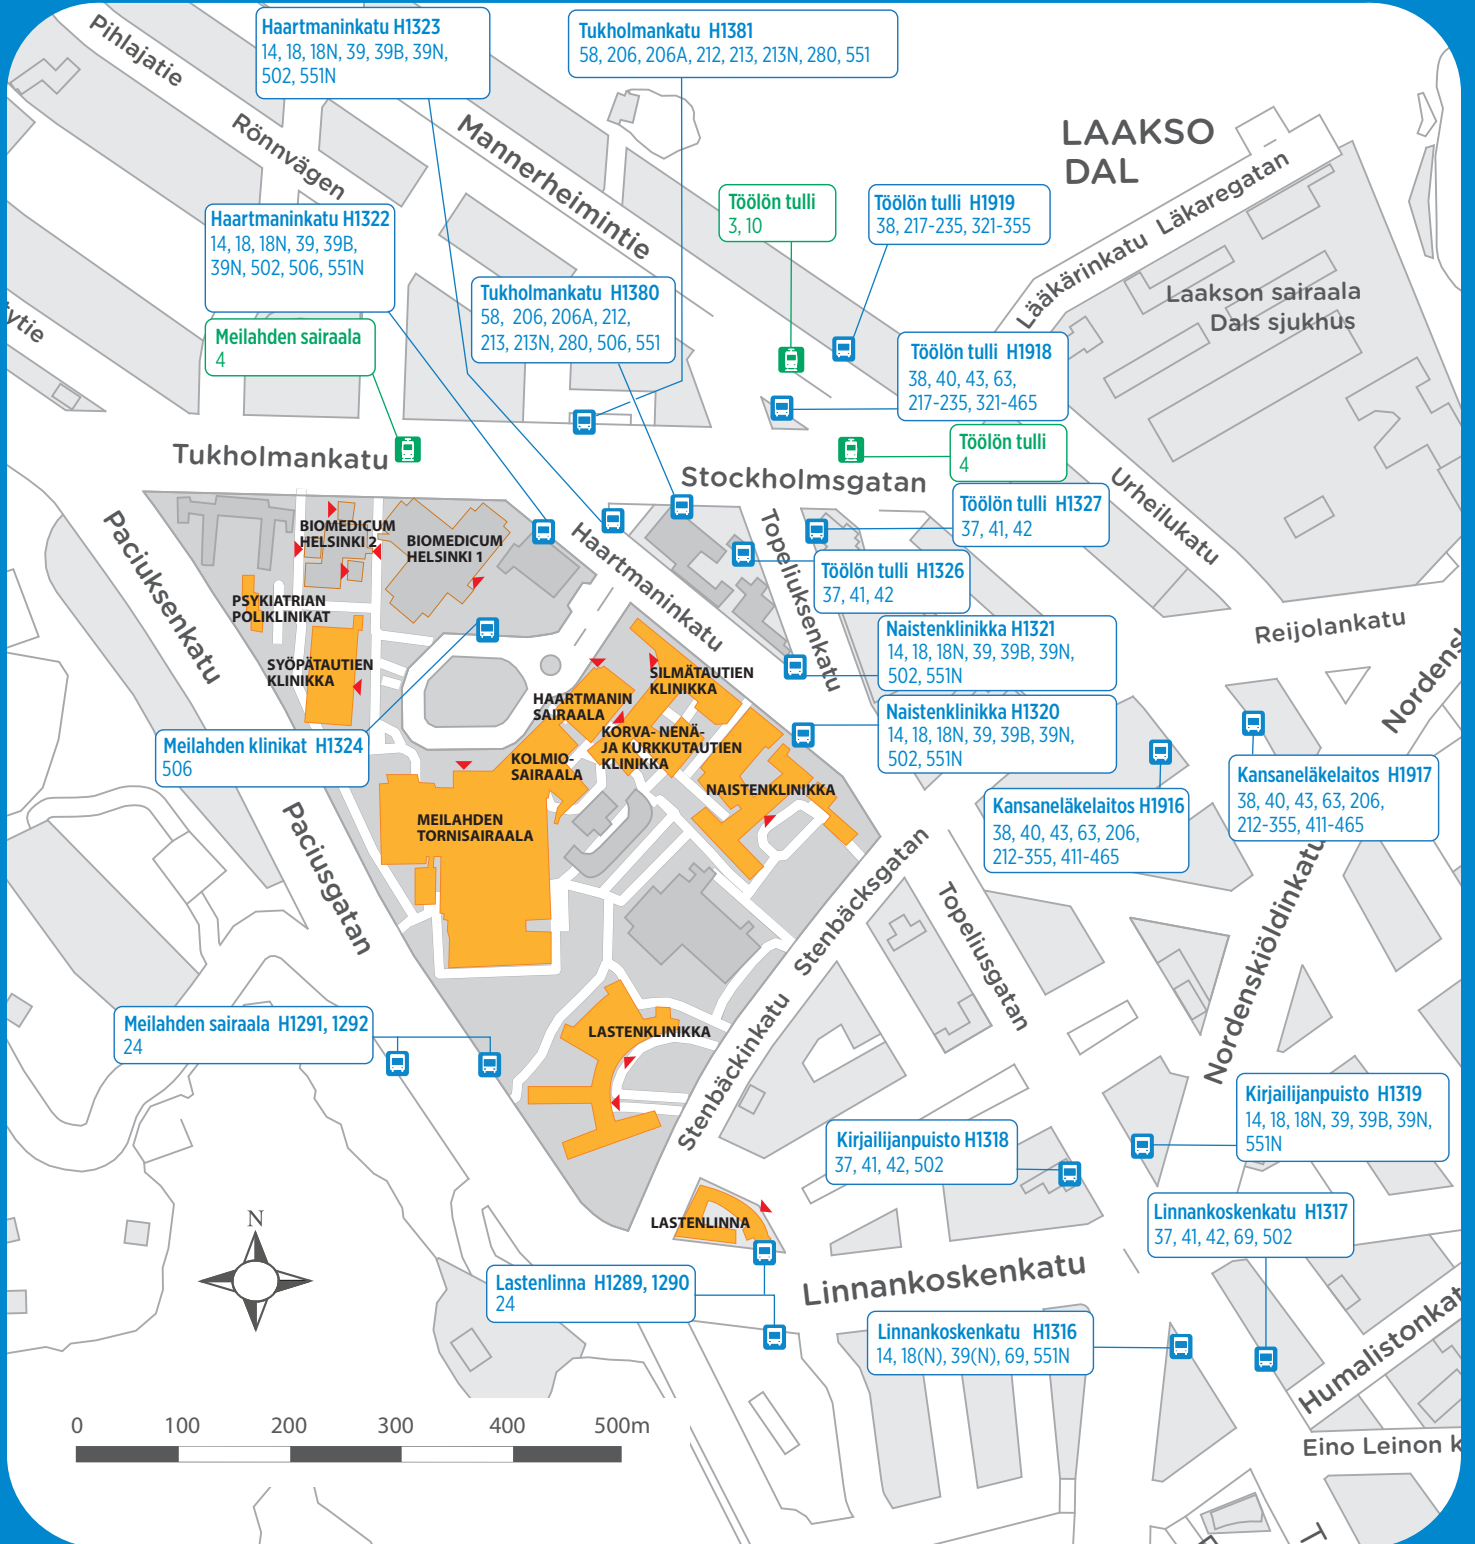 Pihlajatie
Haartmaninkatu H1323
14, 18, 18N, 39, 39B, 39N,
502, 551N
Tukholmankatu H1381
58, 206, 206A, 212, 213, 213N, 280, 551
Rönnvägen
Mannerheimintie
LAAKSO
DAL
Lääkärinkatu Läkaregatan
Haartmaninkatu H1322
14, 18, 18N, 39, 39B,
39N, 502, 506, 551N
Töölön tulli
3, 10
Töölön tulli H1919
38, 217-235, 321-355
Tukholmankatu H1380
58, 206, 206A, 212,
213, 213N, 280, 506, 551
Laakson sairaala
Dals sjukhus
ytie
Meilahden sairaala
4
Töölön tulli H1918
38, 40, 43, 63,
217-235, 321-465
Töölön tulli
4
Tukholmankatu
Stockholmsgatan
Urheilukatu
Töölön tulli H1327
37, 41, 42
Paciuksenkatu
BIOMEDICUM
HELSINKI 2
BIOMEDICUM
HELSINKI 1
Haartmaninkatu
Topeliuksenkatu
Töölön tulli H1326
37, 41, 42
PSYKIATRIAN
POLIKLINIKAT
Reijolankatu
Naistenklinikka H1321
14, 18, 18N, 39, 39B, 39N,
502, 551N
SYÖPÄTAUTIEN
KLINIKKA
SILMÄTAUTIEN
KLINIKKA
HAARTMANIN
SAIRAALA
Nordensk
Naistenklinikka H1320
14, 18, 18N, 39, 39B, 39N,
502, 551N
KORVA- NENÄ-
JA KURKKUTAUTIEN
KLINIKKA
Meilahden klinikat H1324
506
KOLMIO-
SAIRAALA
NAISTENKLINIKKA
Kansaneläkelaitos H1917
38, 40, 43, 63, 206,
212-355, 411-465
Kansaneläkelaitos H1916
38, 40, 43, 63, 206,
212-355, 411-465
MEILAHDEN
TORNISAIRAALA
Paciusgatan
Stenbäckinkatu Stenbäcksgatan
Topeliusgatan
Nordenskiöldinkatu
Meilahden sairaala H1291, 1292
24
LASTENKLINIKKA
Kirjailijanpuisto H1319
14, 18, 18N, 39, 39B, 39N,
551N
Kirjailijanpuisto H1318
37, 41, 42, 502
N
LASTENLINNA
Linnankoskenkatu H1317
37, 41, 42, 69, 502
Lastenlinna H1289, 1290
24
Linnankoskenkatu
Linnankoskenkatu H1316
14, 18(N), 39(N), 69, 551N
Humalistonkat
0 100 200 300 400 500m
Eino Leinon k
T